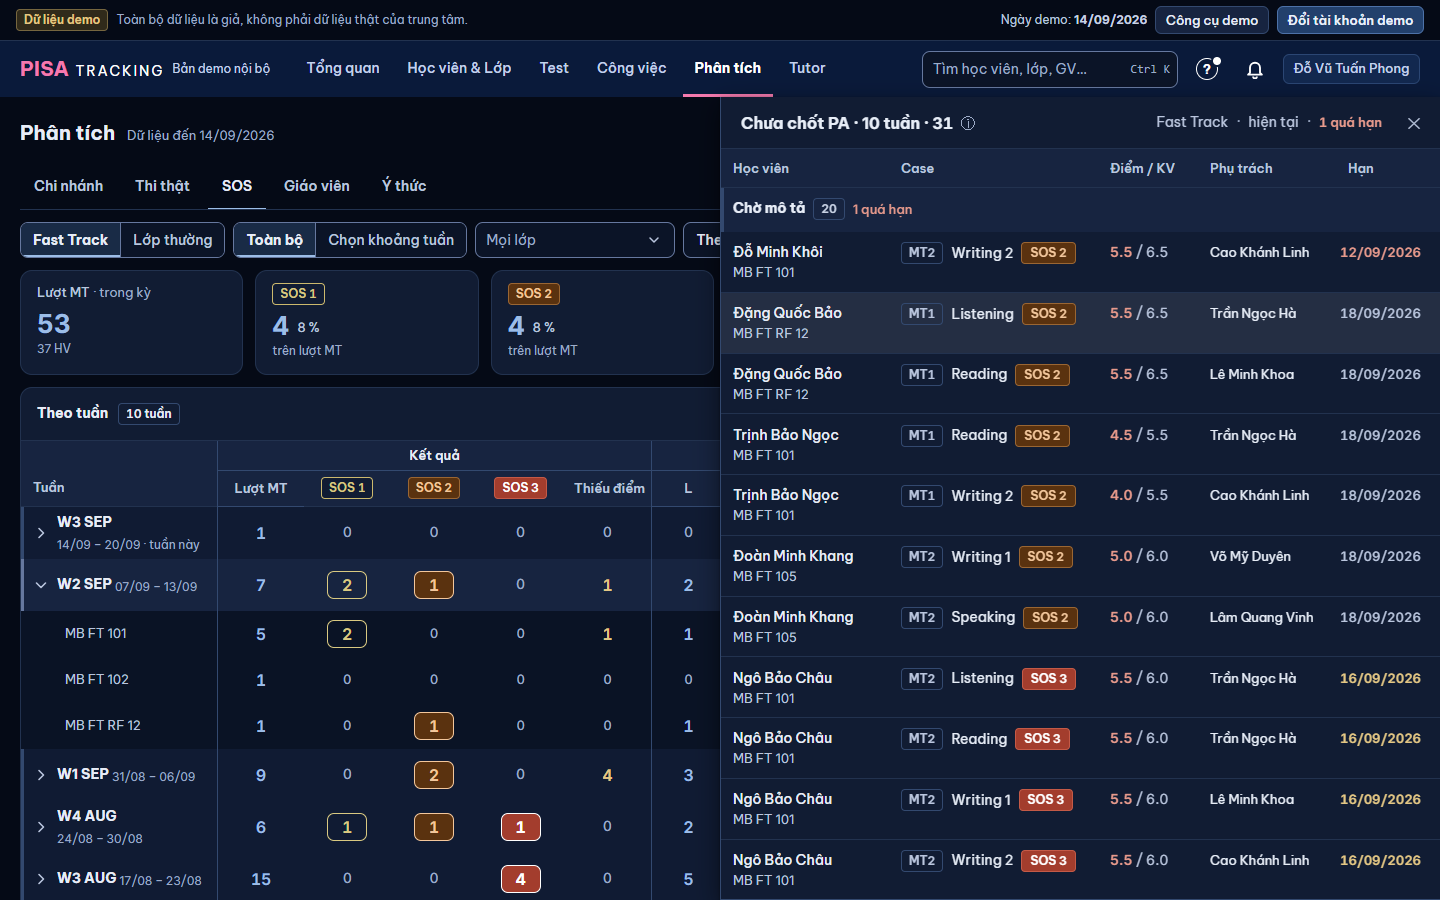 Dữ liệu demo Toàn bộ dữ liệu là giả, không phải dữ liệu thật của trung tâm. Ngày demo: 14/09/2026 Công cụ demo Đổi tài khoản demo
PISA TRACKING Bản demo nội bộ Tổng quan Học viên & Lớp Test Công việc Phân tích Tutor Tìm học viên, lớp, GV... Ctrl K ? Đỗ Vũ Tuấn Phong
Phân tích Dữ liệu đến 14/09/2026
Chi nhánh Thi thật SOS Giáo viên Ý thức
Fast Track Lớp thường Toàn bộ Chọn khoảng tuần Mọi lớp The
Lượt MT · trong kỳ
53
37 HV
SOS 1
4 8 %
trên lượt MT
SOS 2
4 8 %
trên lượt MT
Theo tuần 10 tuần
Kết quả
Tuần Lượt MT SOS 1 SOS 2 SOS 3 Thiếu điểm L
W3 SEP
14/09 – 20/09 · tuần này
1 0 0 0 0 0
W2 SEP 07/09 – 13/09 7 2 1 0 1 2
MB FT 101 5 2 0 0 1 1
MB FT 102 1 0 0 0 0 0
MB FT RF 12 1 0 1 0 0 1
W1 SEP 31/08 – 06/09 9 0 2 0 4 3
W4 AUG
24/08 – 30/08
6 1 1 1 0 2
W3 AUG 17/08 – 23/08 15 0 0 4 0 5
Chưa chốt PA · 10 tuần · 31 Fast Track · hiện tại · 1 quá hạn
Học viên Case Điểm / KV Phụ trách Hạn
Chờ mô tả 20 1 quá hạn
Đỗ Minh Khôi MT2 Writing 2 SOS 2 5.5 / 6.5 Cao Khánh Linh 12/09/2026
MB FT 101
Đặng Quốc Bảo MT1 Listening SOS 2 5.5 / 6.5 Trần Ngọc Hà 18/09/2026
MB FT RF 12
Đặng Quốc Bảo MT1 Reading SOS 2 5.5 / 6.5 Lê Minh Khoa 18/09/2026
MB FT RF 12
Trịnh Bảo Ngọc MT1 Reading SOS 2 4.5 / 5.5 Trần Ngọc Hà 18/09/2026
MB FT 101
Trịnh Bảo Ngọc MT1 Writing 2 SOS 2 4.0 / 5.5 Cao Khánh Linh 18/09/2026
MB FT 101
Đoàn Minh Khang MT2 Writing 1 SOS 2 5.0 / 6.0 Võ Mỹ Duyên 18/09/2026
MB FT 105
Đoàn Minh Khang MT2 Speaking SOS 2 5.0 / 6.0 Lâm Quang Vinh 18/09/2026
MB FT 105
Ngô Bảo Châu MT2 Listening SOS 3 5.5 / 6.0 Trần Ngọc Hà 16/09/2026
MB FT 101
Ngô Bảo Châu MT2 Reading SOS 3 5.5 / 6.0 Trần Ngọc Hà 16/09/2026
MB FT 101
Ngô Bảo Châu MT2 Writing 1 SOS 3 5.5 / 6.0 Lê Minh Khoa 16/09/2026
MB FT 101
Ngô Bảo Châu MT2 Writing 2 SOS 3 5.5 / 6.0 Cao Khánh Linh 16/09/2026
MB FT 101